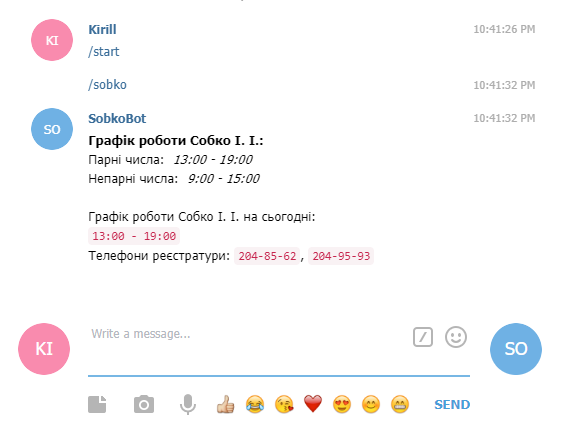 KI
Kirill
10:41:26 PM
/start
/sobko
10:41:32 PM
SO
SobkoBot
10:41:32 PM
Графік роботи Собко І. І.:
Парні числа: 13:00 - 19:00
Непарні числа: 9:00 - 15:00
Графік роботи Собко І. І. на сьогодні:
13:00 - 19:00
Телефони реєстратури: 204-85-62, 204-95-93
KI
Write a message...
SO
SEND